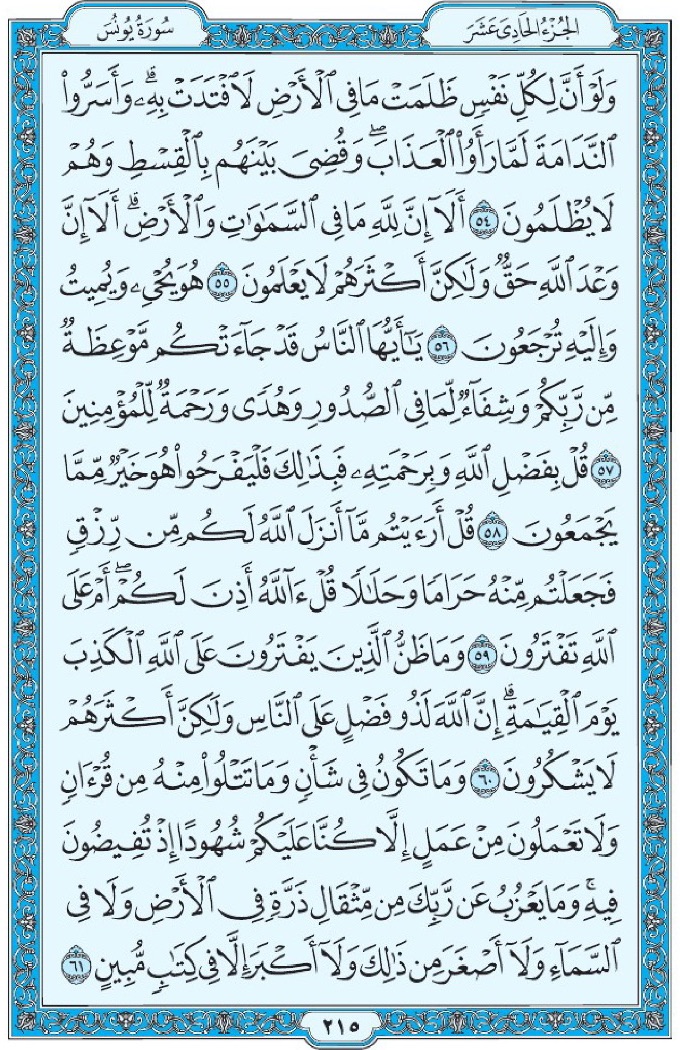 الجُزْءُ الحَادِى عَشَرَ
سُورَةُ يُونُسَ
وَلَوْ أَنَّ لِكُلِّ نَفْسٍ ظَلَمَتْ مَا فِي ٱلْأَرْضِ لَٱفْتَدَتْ بِهِۦۗ وَأَسَرُّوا۟
ٱلنَّدَامَةَ لَمَّا رَأَوُا۟ ٱلْعَذَابَۖ وَقُضِىَ بَيْنَهُم بِٱلْقِسْطِ وَهُمْ
لَا يُظْلَمُونَ ٥٤ أَلَآ إِنَّ لِلَّهِ مَا فِي ٱلسَّمَٰوَٰتِ وَٱلْأَرْضِۗ أَلَآ إِنَّ
وَعْدَ ٱللَّهِ حَقٌّ وَلَٰكِنَّ أَكْثَرَهُمْ لَا يَعْلَمُونَ ٥٥ هُوَ يُحْىِۦ وَيُمِيتُ
وَإِلَيْهِ تُرْجَعُونَ ٥٦ يَٰٓأَيُّهَا ٱلنَّاسُ قَدْ جَآءَتْكُم مَّوْعِظَةٌ
مِّن رَّبِّكُمْ وَشِفَآءٌ لِّمَا فِي ٱلصُّدُورِ وَهُدًى وَرَحْمَةٌ لِّلْمُؤْمِنِينَ
٥٧ قُلْ بِفَضْلِ ٱللَّهِ وَبِرَحْمَتِهِۦ فَبِذَٰلِكَ فَلْيَفْرَحُوا۟ هُوَ خَيْرٌ مِّمَّا
يَجْمَعُونَ ٥٨ قُلْ أَرَءَيْتُم مَّآ أَنزَلَ ٱللَّهُ لَكُم مِّن رِّزْقٍ
فَجَعَلْتُم مِّنْهُ حَرَامًا وَحَلَٰلًا قُلْ ءَآللَّهُ أَذِنَ لَكُمْۖ أَمْ عَلَى
ٱللَّهِ تَفْتَرُونَ ٥٩ وَمَا ظَنُّ ٱلَّذِينَ يَفْتَرُونَ عَلَى ٱللَّهِ ٱلْكَذِبَ
يَوْمَ ٱلْقِيَٰمَةِۗ إِنَّ ٱللَّهَ لَذُو فَضْلٍ عَلَى ٱلنَّاسِ وَلَٰكِنَّ أَكْثَرَهُمْ
لَا يَشْكُرُونَ ٦٠ وَمَا تَكُونُ فِي شَأْنٍ وَمَا تَتْلُوا۟ مِنْهُ مِن قُرْءَانٍ
وَلَا تَعْمَلُونَ مِنْ عَمَلٍ إِلَّا كُنَّا عَلَيْكُمْ شُهُودًا إِذْ تُفِيضُونَ
فِيهِۚ وَمَا يَعْزُبُ عَن رَّبِّكَ مِن مِّثْقَالِ ذَرَّةٍ فِي ٱلْأَرْضِ وَلَا فِي
ٱلسَّمَآءِ وَلَآ أَصْغَرَ مِن ذَٰلِكَ وَلَآ أَكْبَرَ إِلَّا فِي كِتَٰبٍ مُّبِينٍ ٦١
٢١٥